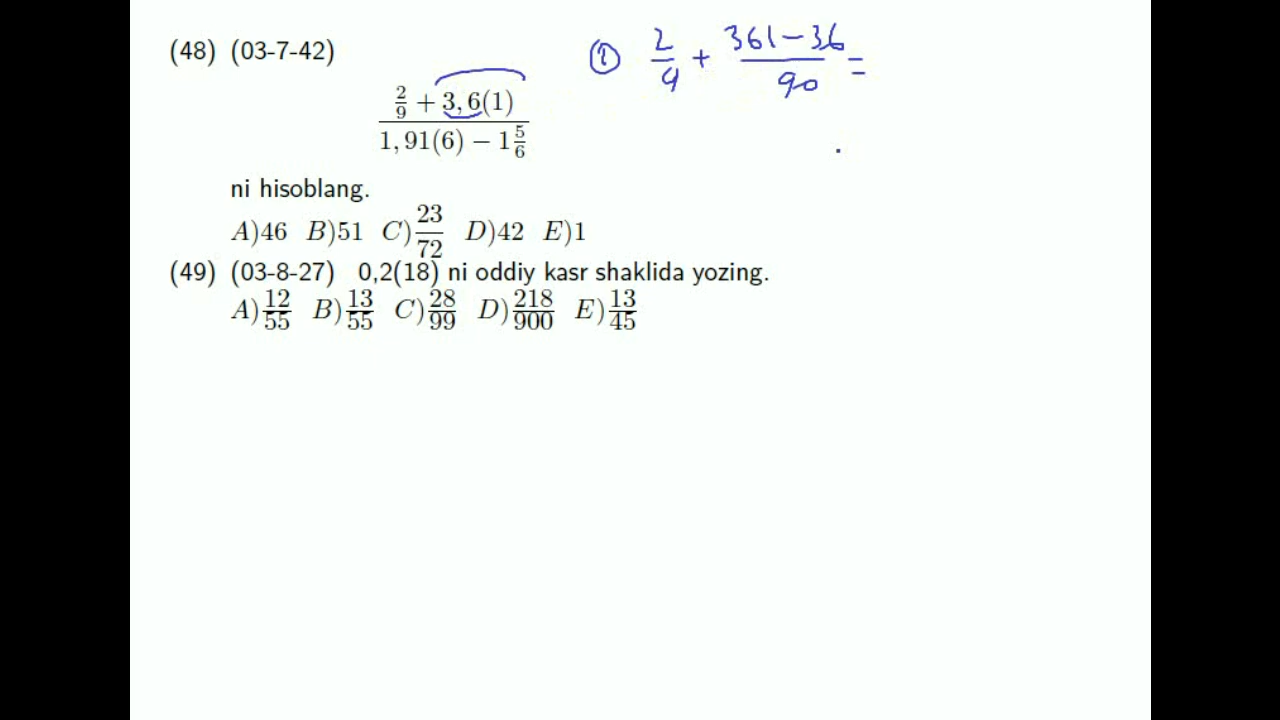 (48) (03-7-42)
① 2/9 + (361-36)/90 =
(2/9 + 3,6(1)) / (1,91(6) − 1 5/6)
ni hisoblang.
A)46 B)51 C)23/72 D)42 E)1
(49) (03-8-27) 0,2(18) ni oddiy kasr shaklida yozing.
A)12/55 B)13/55 C)28/99 D)218/900 E)13/45